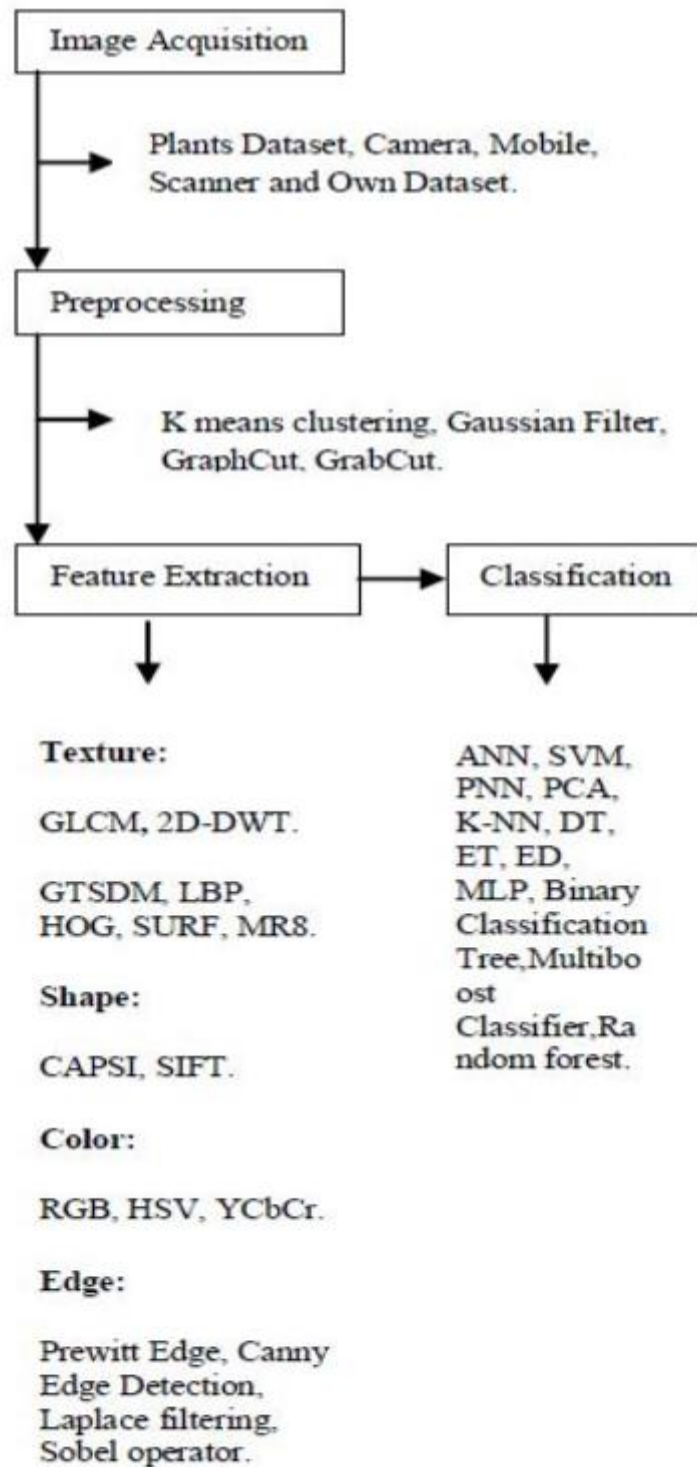 Image Acquisition
Plants Dataset, Camera, Mobile,
Scanner and Own Dataset.
Preprocessing
K means clustering, Gaussian Filter,
GraphCut, GrabCut.
Feature Extraction
Classification
Texture:
GLCM, 2D-DWT.
GTSDM, LBP,
HOG, SURF, MR8.
Shape:
CAPSI, SIFT.
Color:
RGB, HSV, YCbCr.
Edge:
Prewitt Edge, Canny
Edge Detection,
Laplace filtering,
Sobel operator.
ANN, SVM,
PNN, PCA,
K-NN, DT,
ET, ED,
MLP, Binary
Classification
Tree,Multibo
ost
Classifier,Ra
ndom forest.